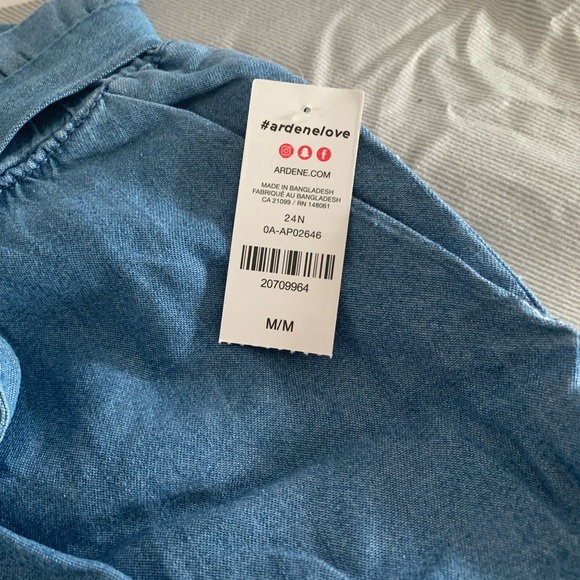 #ardenelove
ARDENE.COM
MADE IN BANGLADESH
FABRIQUÉ AU BANGLADESH
CA 21099 / RN 148061
24N
0A-AP02646
20709964
M/M